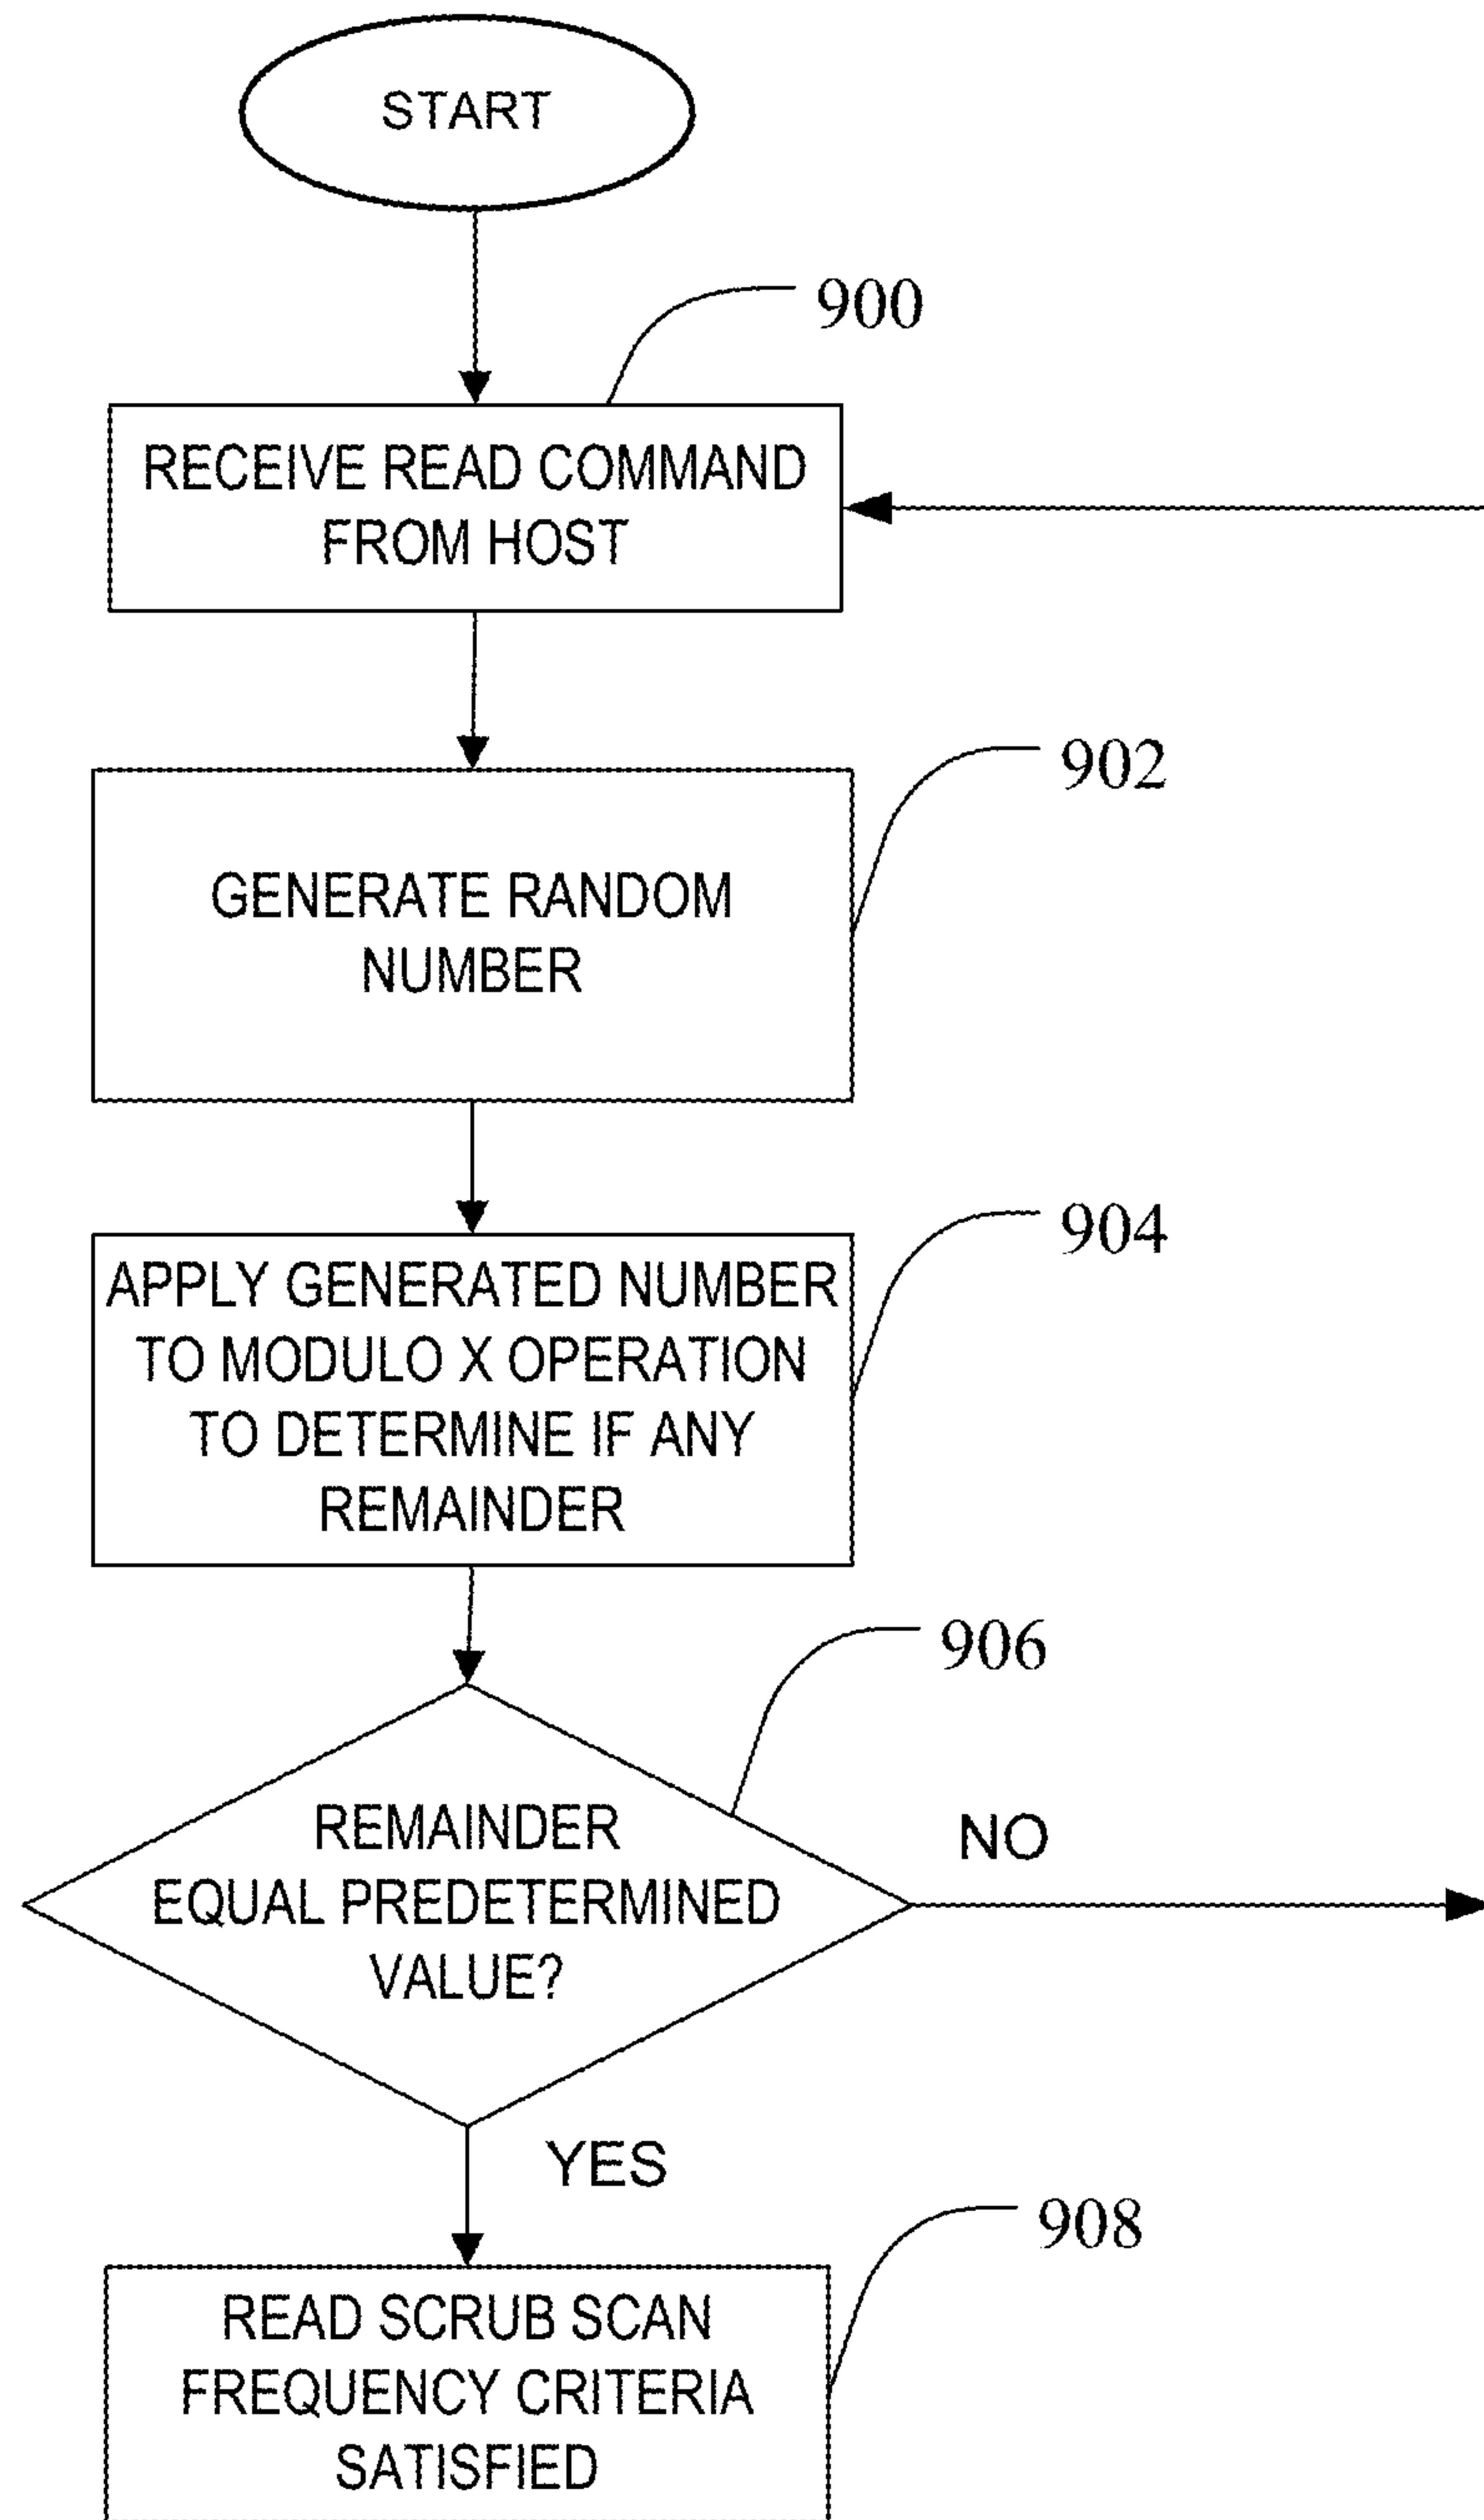 START
900
RECEIVE READ COMMAND
FROM HOST
902
GENERATE RANDOM
NUMBER
904
APPLY GENERATED NUMBER
TO MODULO X OPERATION
TO DETERMINE IF ANY
REMAINDER
906
REMAINDER
EQUAL PREDETERMINED
VALUE?
NO
YES
908
READ SCRUB SCAN
FREQUENCY CRITERIA
SATISFIED